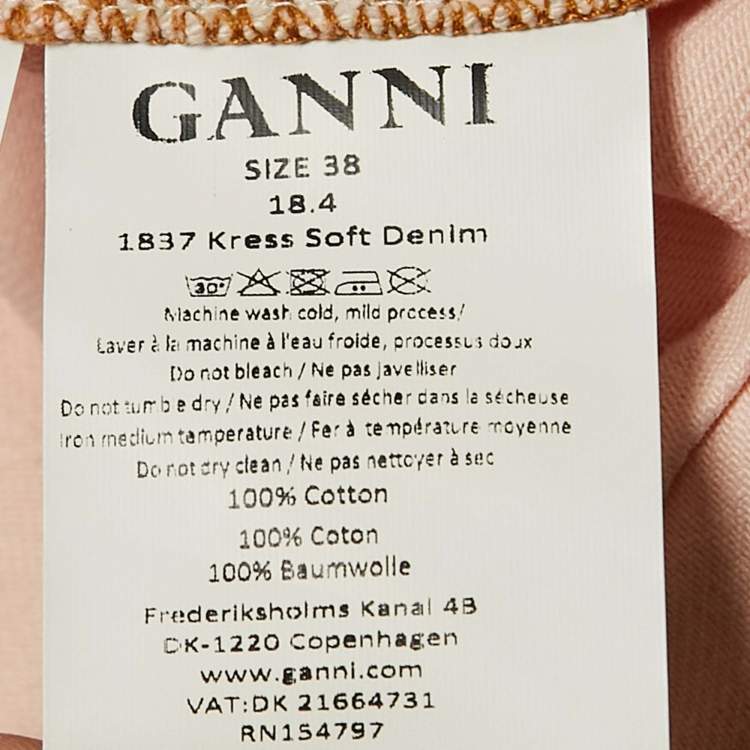 GANNI
SIZE 38
18.4
1837 Kress Soft Denim
30°
Machine wash cold, mild process/
Laver à la machine à l'eau froide, processus doux
Do not bleach / Ne pas javelliser
Do not tumble dry / Ne pas faire sécher dans la sécheuse
Iron medium temperature / Fer à température moyenne
Do not dry clean / Ne pas nettoyer à sec
100% Cotton
100% Coton
100% Baumwolle
Frederiksholms Kanal 4B
DK-1220 Copenhagen
www.ganni.com
VAT:DK 21664731
RN154797